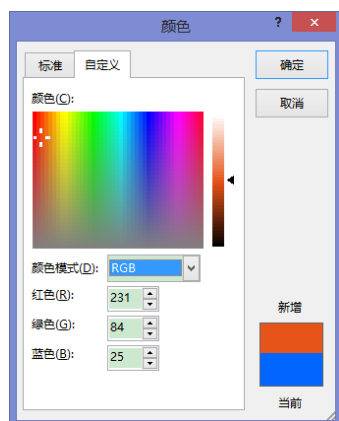 颜色 ? ×
标准 自定义
确定
取消
颜色(C):
颜色模式(D): RGB
红色(R): 231
绿色(G): 84
蓝色(B): 25
新增
当前